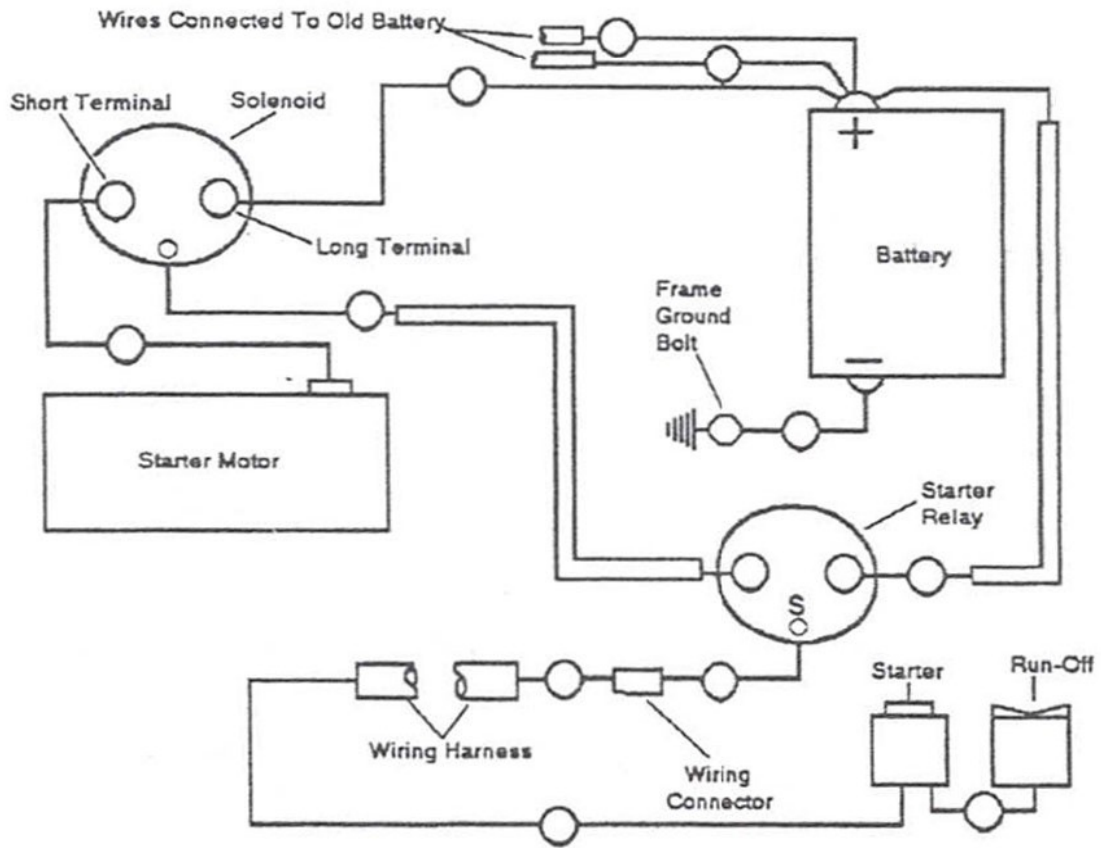 Wires Connected To Old Battery
Short Terminal
Solenoid
+
Long Terminal
Battery
Frame
Ground
Bolt
—
Starter Motor
Starter
Relay
S
Starter
Run-Off
Wiring Harness
Wiring
Connector